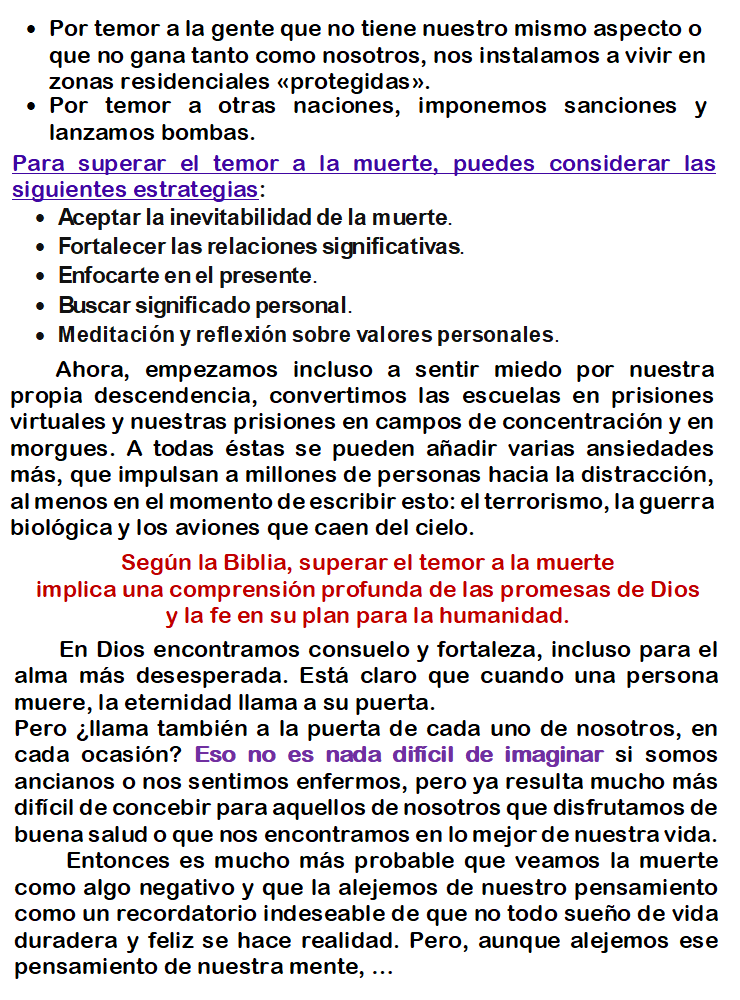 • Por temor a la gente que no tiene nuestro mismo aspecto o
que no gana tanto como nosotros, nos instalamos a vivir en
zonas residenciales «protegidas».
• Por temor a otras naciones, imponemos sanciones y
lanzamos bombas.
Para superar el temor a la muerte, puedes considerar las
siguientes estrategias:
• Aceptar la inevitabilidad de la muerte.
• Fortalecer las relaciones significativas.
• Enfocarte en el presente.
• Buscar significado personal.
• Meditación y reflexión sobre valores personales.
Ahora, empezamos incluso a sentir miedo por nuestra
propia descendencia, convertimos las escuelas en prisiones
virtuales y nuestras prisiones en campos de concentración y en
morgues. A todas éstas se pueden añadir varias ansiedades
más, que impulsan a millones de personas hacia la distracción,
al menos en el momento de escribir esto: el terrorismo, la guerra
biológica y los aviones que caen del cielo.
Según la Biblia, superar el temor a la muerte
implica una comprensión profunda de las promesas de Dios
y la fe en su plan para la humanidad.
En Dios encontramos consuelo y fortaleza, incluso para el
alma más desesperada. Está claro que cuando una persona
muere, la eternidad llama a su puerta.
Pero ¿llama también a la puerta de cada uno de nosotros, en
cada ocasión? Eso no es nada difícil de imaginar si somos
ancianos o nos sentimos enfermos, pero ya resulta mucho más
difícil de concebir para aquellos de nosotros que disfrutamos de
buena salud o que nos encontramos en lo mejor de nuestra vida.
Entonces es mucho más probable que veamos la muerte
como algo negativo y que la alejemos de nuestro pensamiento
como un recordatorio indeseable de que no todo sueño de vida
duradera y feliz se hace realidad. Pero, aunque alejemos ese
pensamiento de nuestra mente, ...